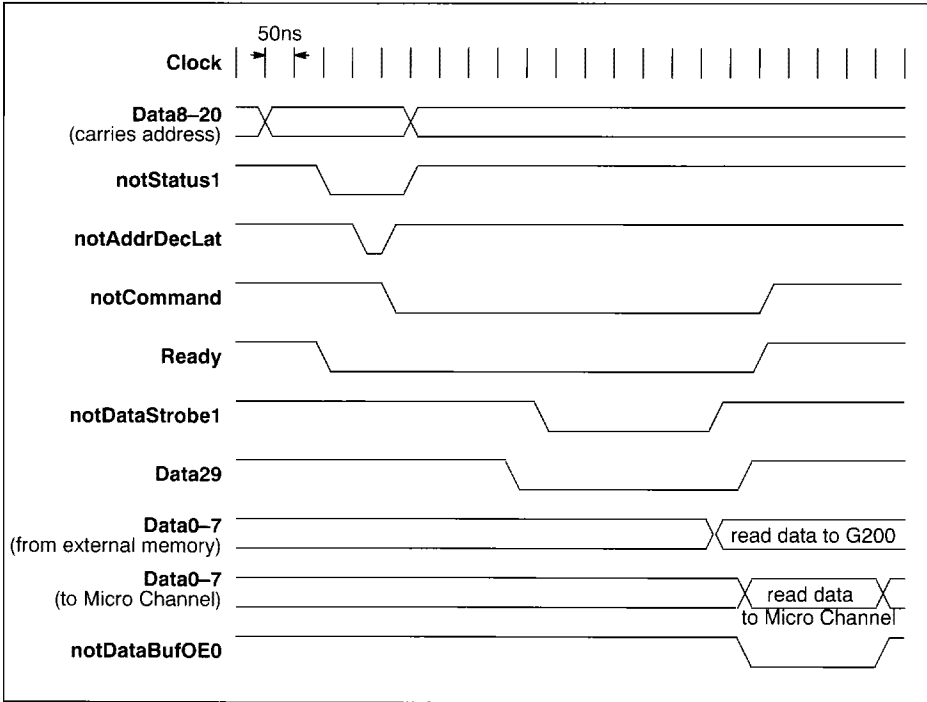 50ns
Clock
Data8–20
(carries address)
notStatus1
notAddrDecLat
notCommand
Ready
notDataStrobe1
Data29
Data0–7
(from external memory)
read data to G200
Data0–7
(to Micro Channel)
read data
to Micro Channel
notDataBufOE0